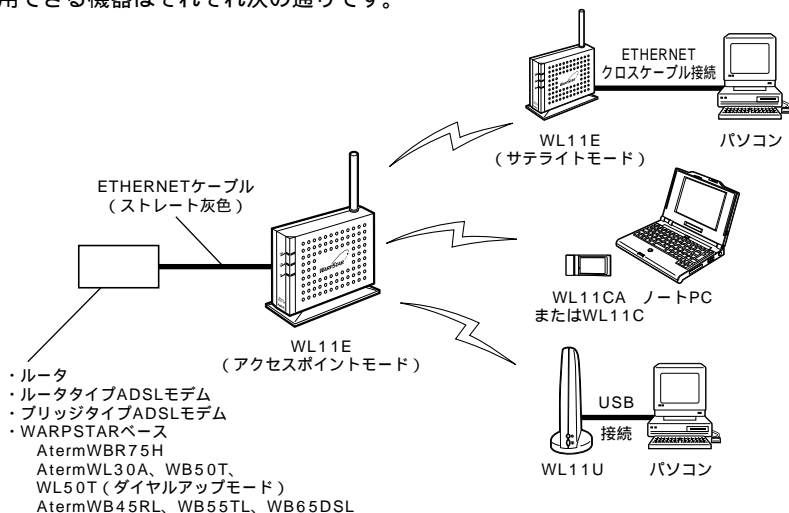 用できる機器はそれぞれ次の通りです。
ETHERNET
クロスケーブル接続
WL11E
（サテライトモード）
パソコン
ETHERNETケーブル
（ストレート灰色）
WARPSTAR
WL11E
（アクセスポイントモード）
WL11CA
またはWL11C
ノートPC
USB
接続
WL11U
パソコン
・ルータ
・ルータタイプADSLモデム
・ブリッジタイプADSLモデム
・WARPSTARベース
AtermWBR75H
AtermWL30A、WB50T、
WL50T（ダイヤルアップモード）
AtermWB45RL、WB55TL、WB65DSL